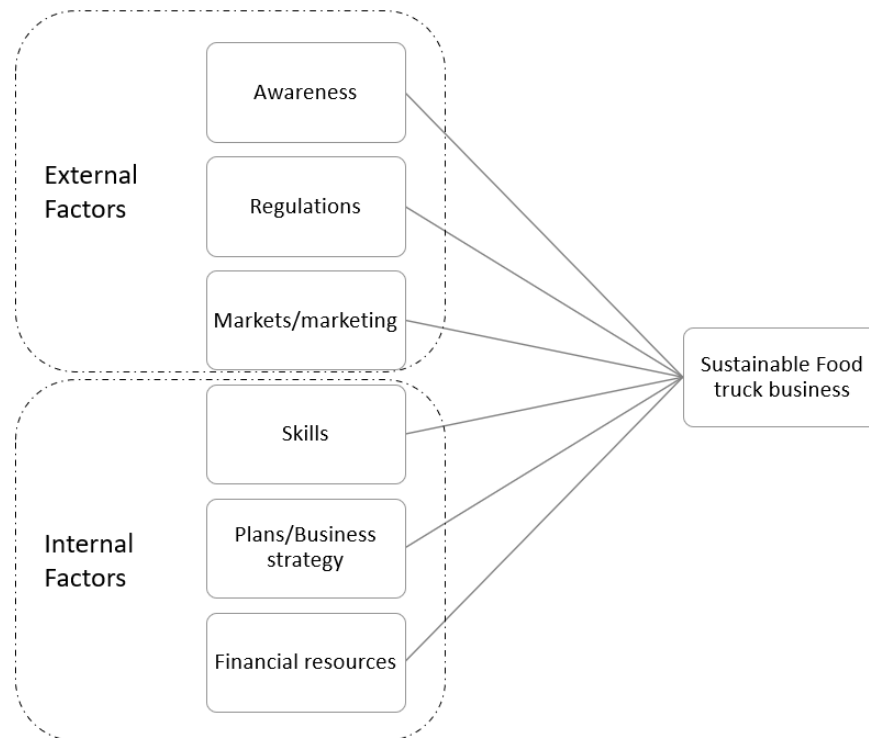 External
Factors
Awareness
Regulations
Markets/marketing
Internal
Factors
Skills
Plans/Business
strategy
Financial resources
Sustainable Food
truck business